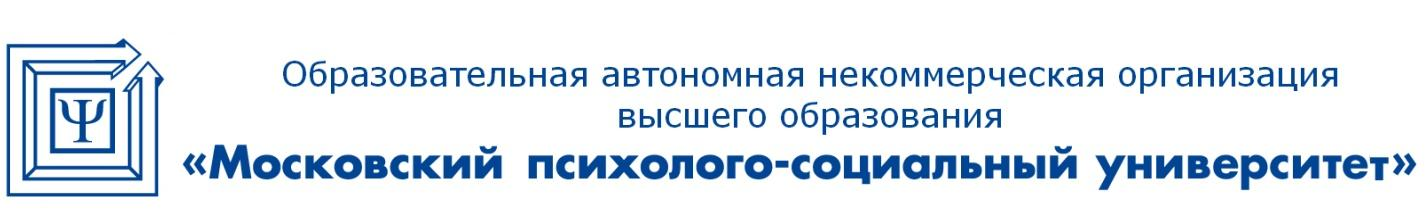 Ψ
Образовательная автономная некоммерческая организация
высшего образования
«Московский психолого-социальный университет»